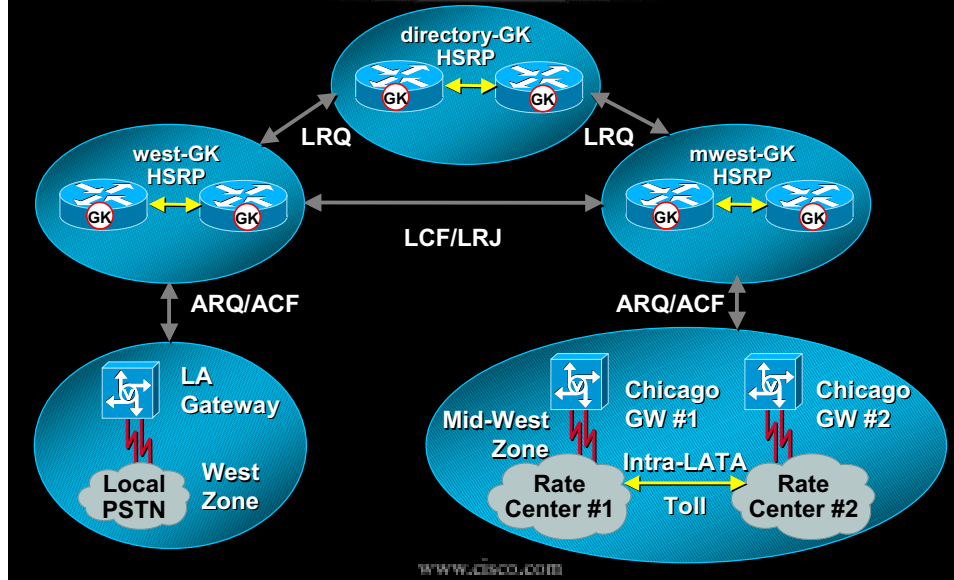 directory-GK
HSRP
GK
GK
LRQ
LRQ
west-GK
HSRP
GK
GK
mwest-GK
HSRP
GK
GK
LCF/LRJ
ARQ/ACF
ARQ/ACF
V
LA
Gateway
West
Zone
Local
PSTN
V
Chicago
GW #1
V
Chicago
GW #2
Mid-West
Zone
Intra-LATA
Toll
Rate
Center #1
Rate
Center #2
www.cisco.com